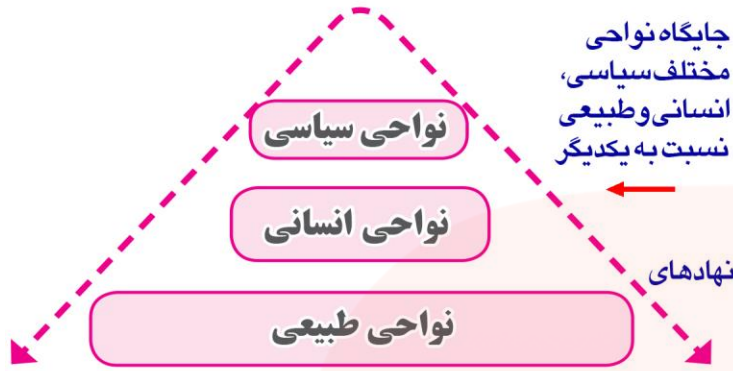 جایگاه نواحی
مختلف سیاسی،
انسانی و طبیعی
نسبت به یکدیگر
نواحی سیاسی
نواحی انسانی
نهادهای
نواحی طبیعی